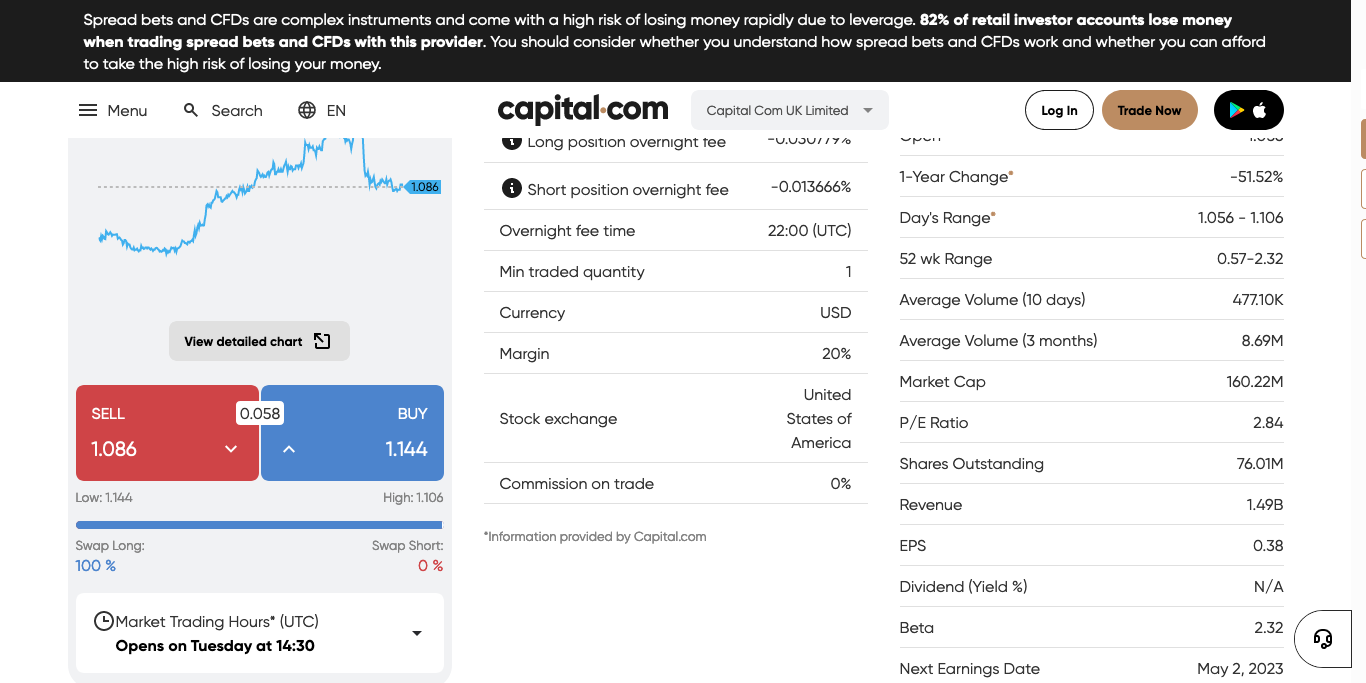 Spread bets and CFDs are complex instruments and come with a high risk of losing money rapidly due to leverage. 82% of retail investor accounts lose money
when trading spread bets and CFDs with this provider. You should consider whether you understand how spread bets and CFDs work and whether you can afford
to take the high risk of losing your money.
Menu
Search
EN
capital.com
Capital Com UK Limited
Log In
Trade Now
1.086
View detailed chart
SELL
1.086
0.058
BUY
1.144
Low: 1.144
High: 1.106
Swap Long:
100 %
Swap Short:
0 %
Market Trading Hours* (UTC)
Opens on Tuesday at 14:30
Long position overnight fee -0.030779%
Short position overnight fee -0.013666%
Overnight fee time 22:00 (UTC)
Min traded quantity 1
Currency USD
Margin 20%
Stock exchange
United
States of
America
Commission on trade 0%
*Information provided by Capital.com
Open
1-Year Change* -51.52%
Day's Range* 1.056 - 1.106
52 wk Range 0.57-2.32
Average Volume (10 days) 477.10K
Average Volume (3 months) 8.69M
Market Cap 160.22M
P/E Ratio 2.84
Shares Outstanding 76.01M
Revenue 1.49B
EPS 0.38
Dividend (Yield %) N/A
Beta 2.32
Next Earnings Date May 2, 2023